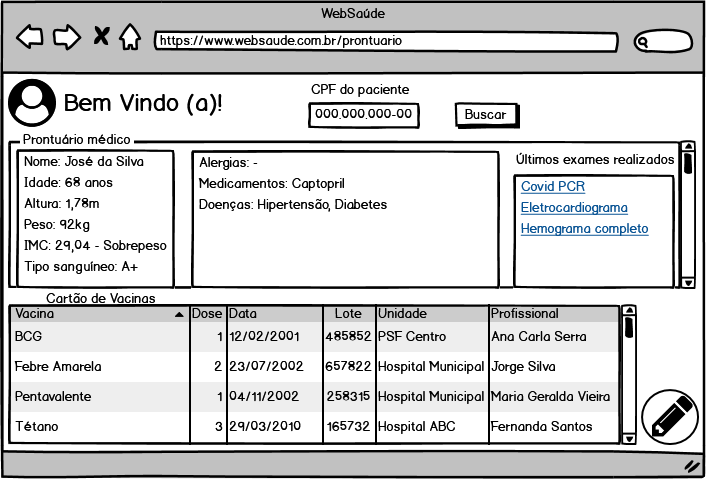 WebSaúde
https://www.websaude.com.br/prontuario
Bem Vindo (a)!
CPF do paciente
000.000.000-00
Buscar
Prontuário médico
Nome: José da Silva
Idade: 68 anos
Altura: 1,78m
Peso: 92kg
IMC: 29,04 - Sobrepeso
Tipo sanguíneo: A+
Alergias: -
Medicamentos: Captopril
Doenças: Hipertensão, Diabetes
Últimos exames realizados
Covid PCR
Eletrocardiograma
Hemograma completo
Cartão de Vacinas
Vacina Dose Data Lote Unidade Profissional
BCG 1 12/02/2001 485852 PSF Centro Ana Carla Serra
Febre Amarela 2 23/07/2002 657822 Hospital Municipal Jorge Silva
Pentavalente 1 04/11/2002 258315 Hospital Municipal Maria Geralda Vieira
Tétano 3 29/03/2010 165732 Hospital ABC Fernanda Santos